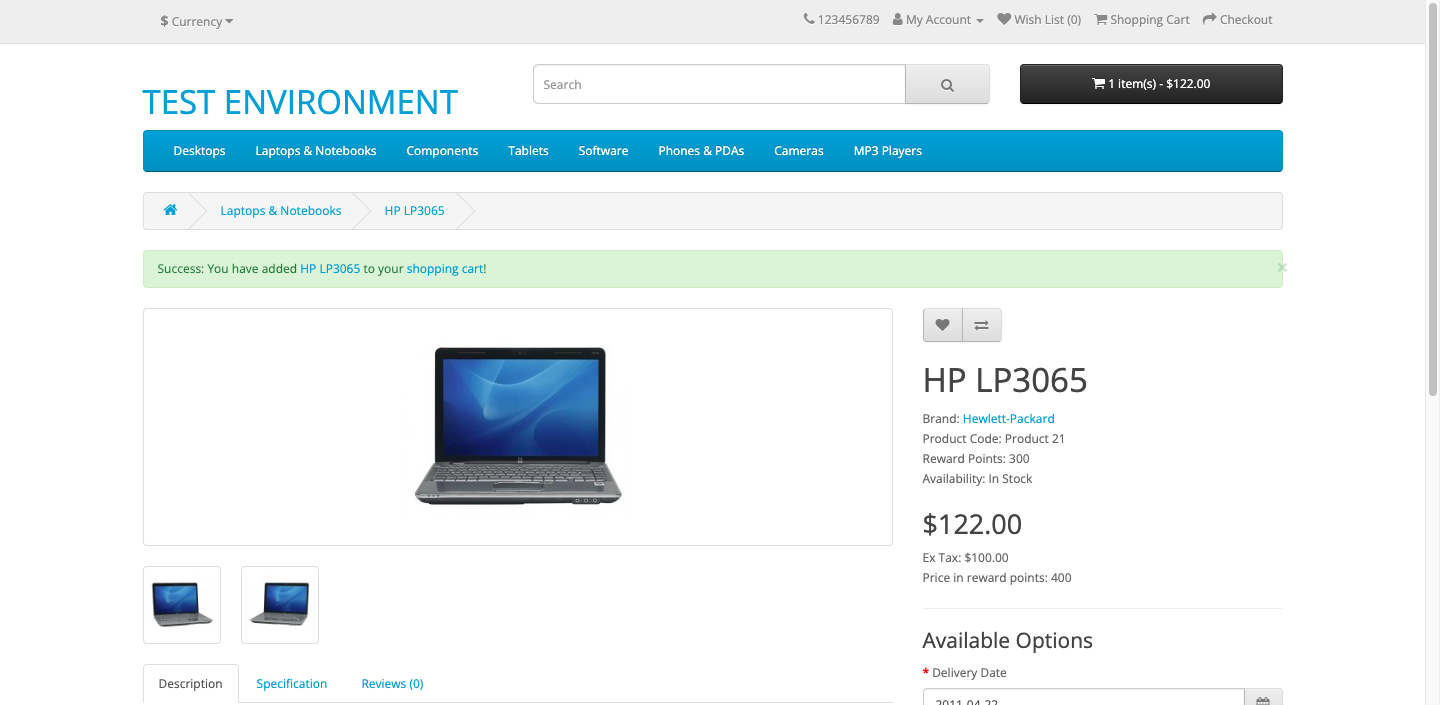 $ Currency
123456789 My Account Wish List (0) Shopping Cart Checkout
TEST ENVIRONMENT
Search
1 item(s) - $122.00
Desktops Laptops & Notebooks Components Tablets Software Phones & PDAs Cameras MP3 Players
Laptops & Notebooks HP LP3065
Success: You have added HP LP3065 to your shopping cart!
×
HP LP3065
Brand: Hewlett-Packard
Product Code: Product 21
Reward Points: 300
Availability: In Stock
$122.00
Ex Tax: $100.00
Price in reward points: 400
Available Options
* Delivery Date
2011-04-22
Description Specification Reviews (0)